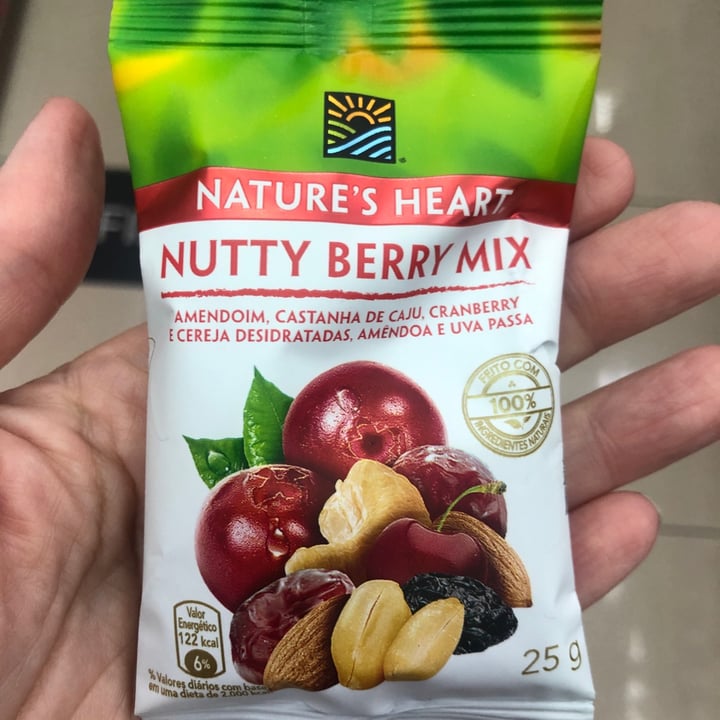 NATURE'S HEART
NUTTY BERRY MIX
AMENDOIM, CASTANHA DE CAJU, CRANBERRY
E CEREJA DESIDRATADAS, AMÊNDOA E UVA PASSA
FEITO COM
100%
INGREDIENTES NATURAIS
Valor
Energético
122 kcal
6%
% Valores diários com base
em uma dieta de 2.000 kcal
25 g